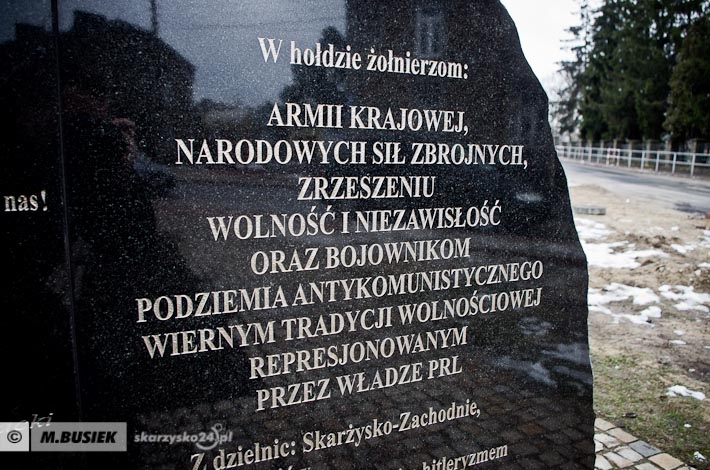 W hołdzie żołnierzom:
ARMII KRAJOWEJ,
NARODOWYCH SIŁ ZBROJNYCH,
ZRZESZENIU
WOLNOŚĆ I NIEZAWISŁOŚĆ
ORAZ BOJOWNIKOM
PODZIEMIA ANTYKOMUNISTYCZNEGO
WIERNYM TRADYCJI WOLNOŚCIOWEJ
REPRESJONOWANYM
PRZEZ WŁADZE PRL
Z dzielnic: Skarżysko-Zachodnie,
hitleryzmem
nas!
© M.BUSIEK skarzysko24.pl